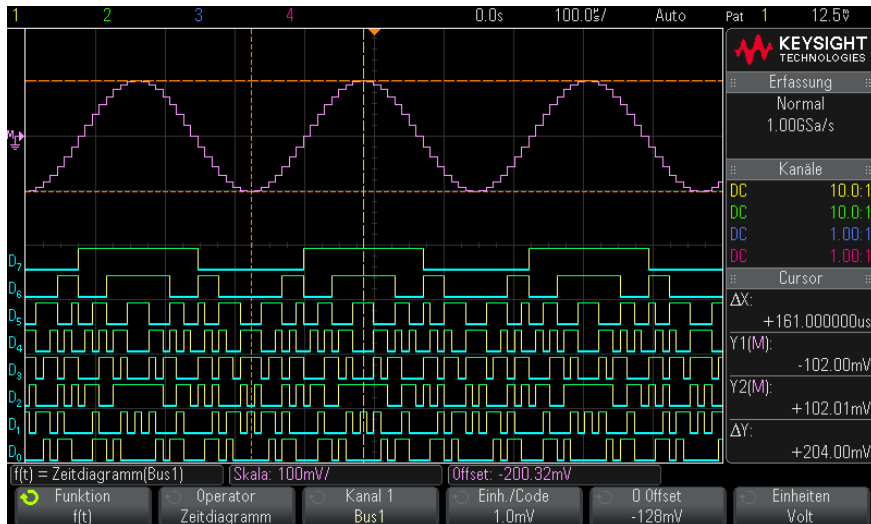 1 2 3 4 0.0s 100.0㎲/ Auto Pat 1 12.5V
KEYSIGHT
TECHNOLOGIES
Erfassung
Normal
1.00GSa/s
Kanäle
DC 10.0:1
DC 10.0:1
DC 1.00:1
DC 1.00:1
Cursor
ΔX:
+161.000000us
Y1(M):
-102.00mV
Y2(M):
+102.01mV
ΔY:
+204.00mV
M
D7
D6
D5
D4
D3
D2
D1
D0
f(t) = Zeitdiagramm(Bus1) Skala: 100mV/ Offset: -200.32mV
Funktion
f(t)
Operator
Zeitdiagramm
Kanal 1
Bus1
Einh./Code
1.0mV
0 Offset
-128mV
Einheiten
Volt